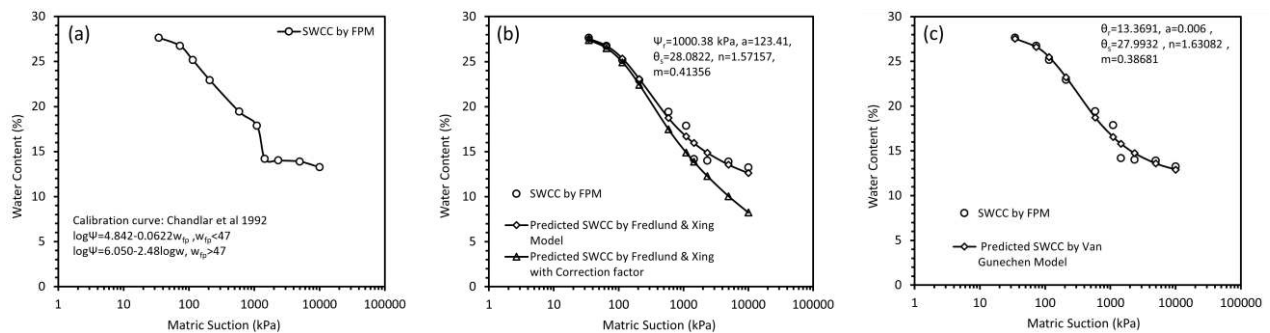 (a)
SWCC by FPM
30
25
20
15
10
5
0
Water Content (%)
Calibration curve: Chandlar et al 1992
logΨ=4.842-0.0622w_fp ,w_fp<47
logΨ=6.050-2.48logw, w_fp>47
1 10 100 1000 10000 100000
Matric Suction (kPa)
(b)
Ψr=1000.38 kPa, a=123.41,
θs=28.0822, n=1.57157,
m=0.41356
30
25
20
15
10
5
0
Water Content (%)
SWCC by FPM
Predicted SWCC by Fredlund & Xing
Model
Predicted SWCC by Fredlund & Xing
with Correction factor
1 10 100 1000 10000 100000
Matric Suction (kPa)
(c)
θr=13.3691, a=0.006 ,
θs=27.9932 , n=1.63082 ,
m=0.38681
30
25
20
15
10
5
0
Water Content (%)
SWCC by FPM
Predicted SWCC by Van
Gunechen Model
1 10 100 1000 10000 100000
Matric Suction (kPa)